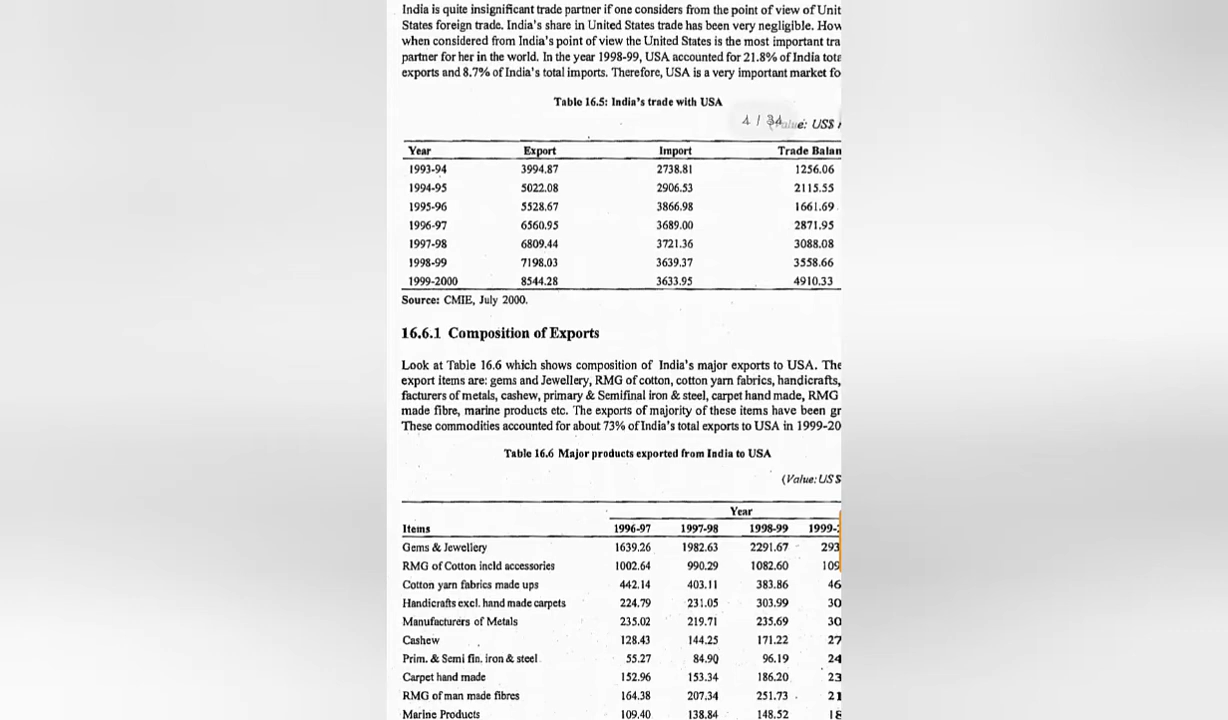 India is quite insignificant trade partner if one considers from the point of view of Unit
States foreign trade. India's share in United States trade has been very negligible. How
when considered from India's point of view the United States is the most important tra
partner for her in the world. In the year 1998-99, USA accounted for 21.8% of India tota
exports and 8.7% of India's total imports. Therefore, USA is a very important market fo
Table 16.5: India's trade with USA
4 / 34
Value: US$
Year Export Import Trade Balan
1993-94 3994.87 2738.81 1256.06
1994-95 5022.08 2906.53 2115.55
1995-96 5528.67 3866.98 1661.69
1996-97 6560.95 3689.00 2871.95
1997-98 6809.44 3721.36 3088.08
1998-99 7198.03 3639.37 3558.66
1999-2000 8544.28 3633.95 4910.33
Source: CMIE, July 2000.
16.6.1 Composition of Exports
Look at Table 16.6 which shows composition of India's major exports to USA. The
export items are: gems and Jewellery, RMG of cotton, cotton yarn fabrics, handicrafts,
facturers of metals, cashew, primary & Semifinal iron & steel, carpet hand made, RMG
made fibre, marine products etc. The exports of majority of these items have been gr
These commodities accounted for about 73% of India's total exports to USA in 1999-20
Table 16.6 Major products exported from India to USA
(Value: US $
Year
Items 1996-97 1997-98 1998-99 1999-
Gems & Jewellery 1639.26 1982.63 2291.67 293
RMG of Cotton incld accessories 1002.64 990.29 1082.60 109
Cotton yarn fabrics made ups 442.14 403.11 383.86 46
Handicrafts excl. hand made carpets 224.79 231.05 303.99 30
Manufacturers of Metals 235.02 219.71 235.69 30
Cashew 128.43 144.25 171.22 27
Prim. & Semi fin. iron & steel 55.27 84.90 96.19 24
Carpet hand made 152.96 153.34 186.20 23
RMG of man made fibres 164.38 207.34 251.73 21
Marine Products 109.40 138.84 148.52 18